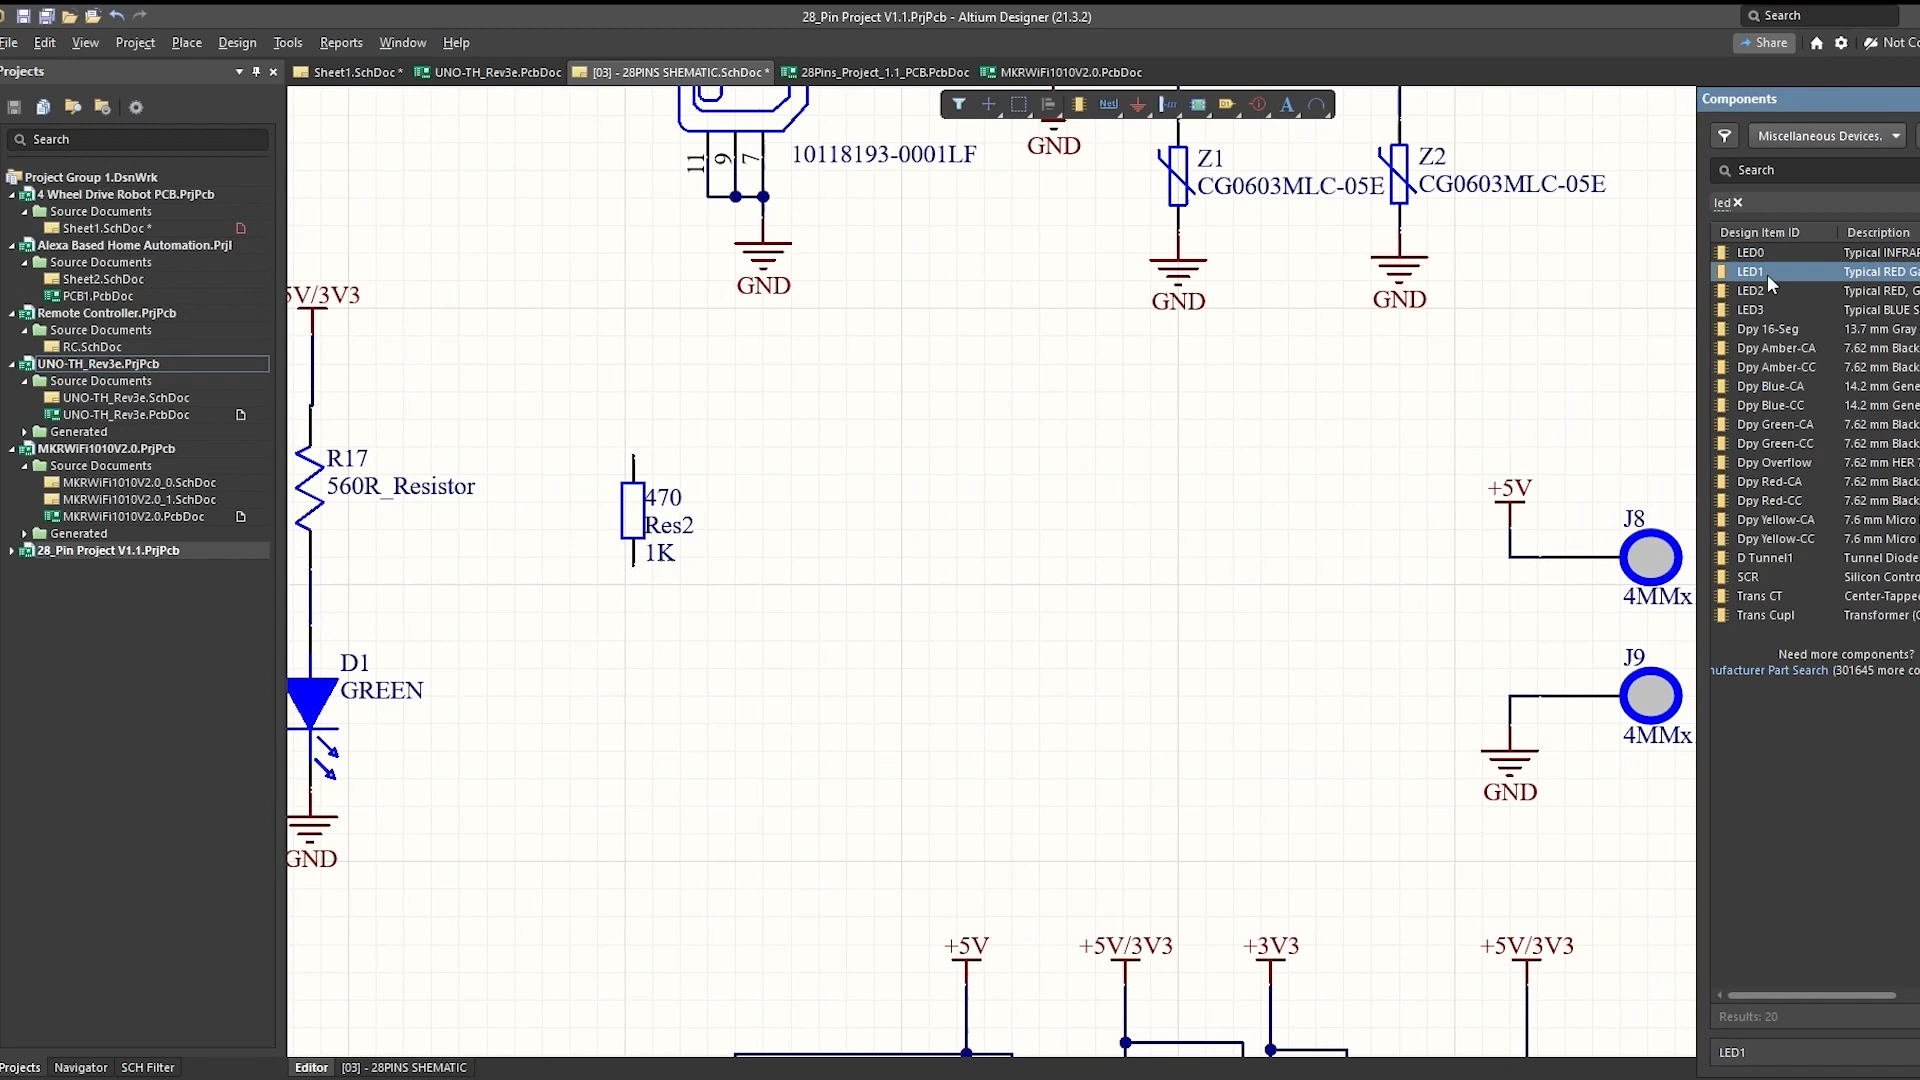 28_Pin Project V1.1.PrjPcb - Altium Designer (21.3.2)
Search
File Edit View Project Place Design Tools Reports Window Help
Share
Not Co
Projects
Sheet1.SchDoc *
UNO-TH_Rev3e.PcbDoc
[03] - 28PINS SHEMATIC.SchDoc *
28Pins_Project_1.1_PCB.PcbDoc
MKRWiFi1010V2.0.PcbDoc
Search
Project Group 1.DsnWrk
4 Wheel Drive Robot PCB.PrjPcb
Source Documents
Sheet1.SchDoc *
Alexa Based Home Automation.PrjI
Source Documents
Sheet2.SchDoc
PCB1.PcbDoc
Remote Controller.PrjPcb
Source Documents
RC.SchDoc
UNO-TH_Rev3e.PrjPcb
Source Documents
UNO-TH_Rev3e.SchDoc
UNO-TH_Rev3e.PcbDoc
Generated
MKRWiFi1010V2.0.PrjPcb
Source Documents
MKRWiFi1010V2.0_0.SchDoc
MKRWiFi1010V2.0_1.SchDoc
MKRWiFi1010V2.0.PcbDoc
Generated
28_Pin Project V1.1.PrjPcb
Projects Navigator SCH Filter
Net
D1
A
11
9
7
10118193-0001LF
GND
GND
Z1
CG0603MLC-05E
GND
Z2
CG0603MLC-05E
GND
5V/3V3
R17
560R_Resistor
470
Res2
1K
D1
GREEN
GND
+5V
J8
4MMx
J9
4MMx
GND
+5V
+5V/3V3
+3V3
+5V/3V3
Editor [03] - 28PINS SHEMATIC
Components
Miscellaneous Devices.
Search
led
Design Item ID Description
LED0 Typical INFRAR
LED1 Typical RED Ga
LED2 Typical RED, G
LED3 Typical BLUE S
Dpy 16-Seg 13.7 mm Gray
Dpy Amber-CA 7.62 mm Black
Dpy Amber-CC 7.62 mm Black
Dpy Blue-CA 14.2 mm Gene
Dpy Blue-CC 14.2 mm Gene
Dpy Green-CA 7.62 mm Black
Dpy Green-CC 7.62 mm Black
Dpy Overflow 7.62 mm HER 7
Dpy Red-CA 7.62 mm Black
Dpy Red-CC 7.62 mm Black
Dpy Yellow-CA 7.6 mm Micro
Dpy Yellow-CC 7.6 mm Micro
D Tunnel1 Tunnel Diode
SCR Silicon Contro
Trans CT Center-Tapped
Trans Cupl Transformer (C
Need more components?
nufacturer Part Search (301645 more co
Results: 20
LED1